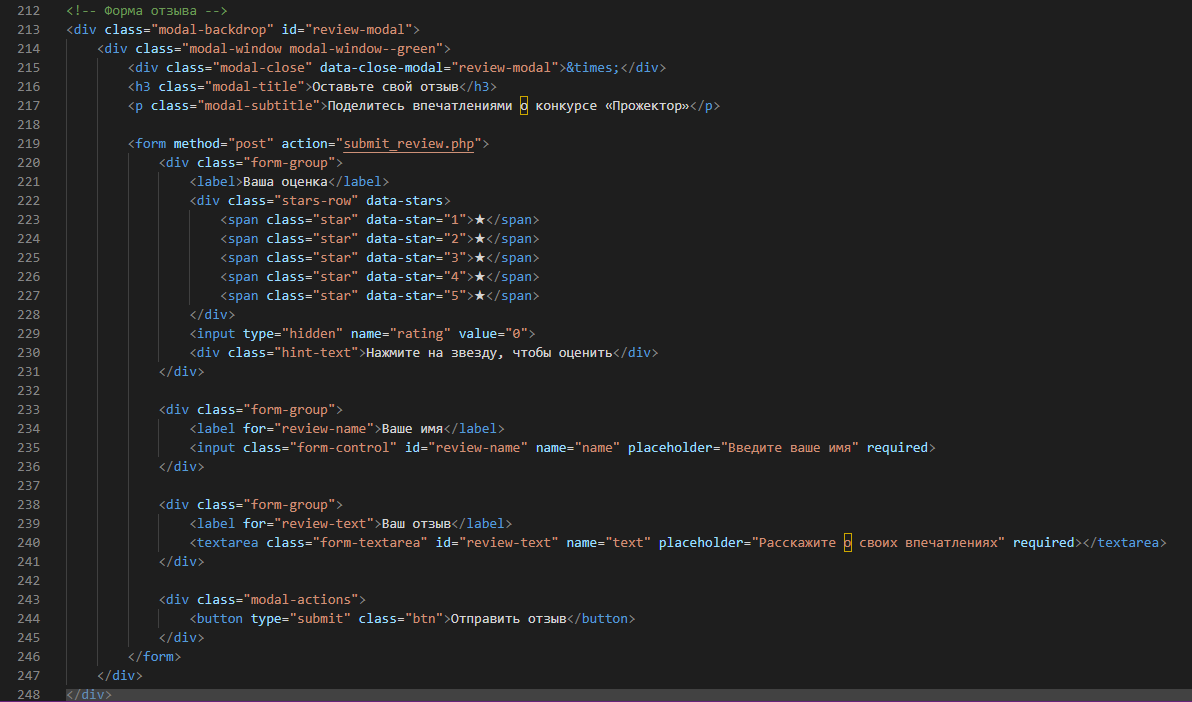 212 <!-- Форма отзыва -->
213 <div class="modal-backdrop" id="review-modal">
214 <div class="modal-window modal-window--green">
215 <div class="modal-close" data-close-modal="review-modal">&times;</div>
216 <h3 class="modal-title">Оставьте свой отзыв</h3>
217 <p class="modal-subtitle">Поделитесь впечатлениями о конкурсе «Прожектор»</p>
218
219 <form method="post" action="submit_review.php">
220 <div class="form-group">
221 <label>Ваша оценка</label>
222 <div class="stars-row" data-stars>
223 <span class="star" data-star="1">★</span>
224 <span class="star" data-star="2">★</span>
225 <span class="star" data-star="3">★</span>
226 <span class="star" data-star="4">★</span>
227 <span class="star" data-star="5">★</span>
228 </div>
229 <input type="hidden" name="rating" value="0">
230 <div class="hint-text">Нажмите на звезду, чтобы оценить</div>
231 </div>
232
233 <div class="form-group">
234 <label for="review-name">Ваше имя</label>
235 <input class="form-control" id="review-name" name="name" placeholder="Введите ваше имя" required>
236 </div>
237
238 <div class="form-group">
239 <label for="review-text">Ваш отзыв</label>
240 <textarea class="form-textarea" id="review-text" name="text" placeholder="Расскажите о своих впечатлениях" required></textarea>
241 </div>
242
243 <div class="modal-actions">
244 <button type="submit" class="btn">Отправить отзыв</button>
245 </div>
246 </form>
247 </div>
248 </div>